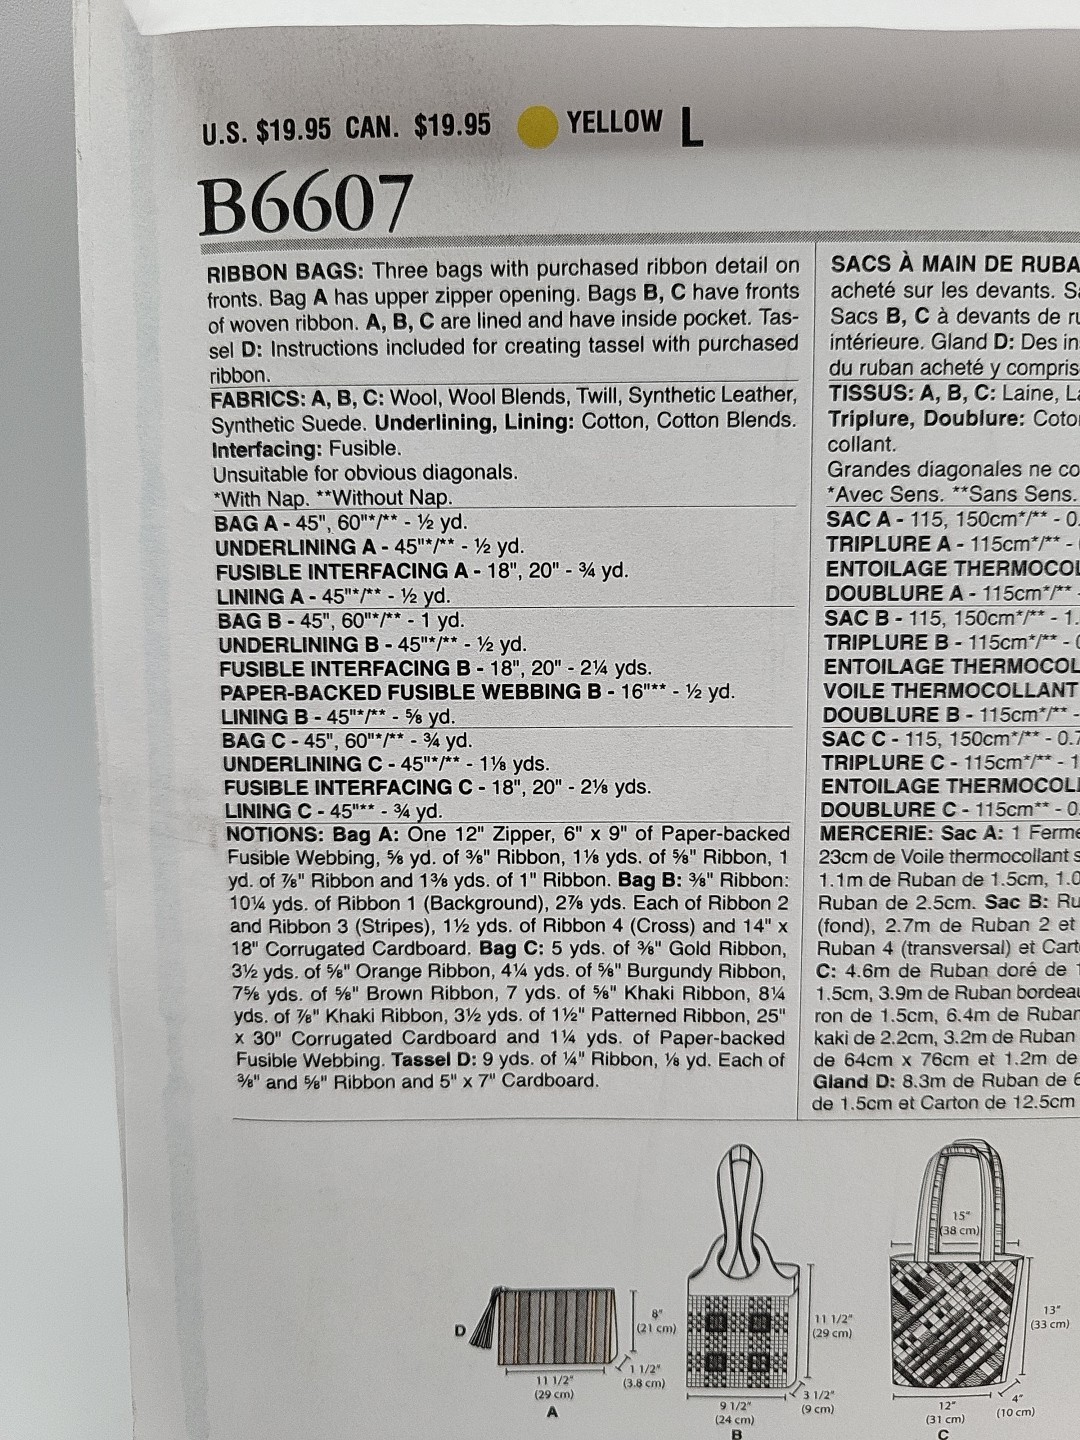 U.S. $19.95 CAN. $19.95 YELLOW L
B6607
RIBBON BAGS: Three bags with purchased ribbon detail on
fronts. Bag A has upper zipper opening. Bags B, C have fronts
of woven ribbon. A, B, C are lined and have inside pocket. Tas-
sel D: Instructions included for creating tassel with purchased
ribbon.
FABRICS: A, B, C: Wool, Wool Blends, Twill, Synthetic Leather,
Synthetic Suede. Underlining, Lining: Cotton, Cotton Blends.
Interfacing: Fusible.
Unsuitable for obvious diagonals.
*With Nap. **Without Nap.
BAG A - 45", 60"*/** - ½ yd.
UNDERLINING A - 45"*/** - ½ yd.
FUSIBLE INTERFACING A - 18", 20" - ¾ yd.
LINING A - 45"*/** - ½ yd.
BAG B - 45", 60"*/** - 1 yd.
UNDERLINING B - 45"*/** - ½ yd.
FUSIBLE INTERFACING B - 18", 20" - 2¼ yds.
PAPER-BACKED FUSIBLE WEBBING B - 16"** - ½ yd.
LINING B - 45"*/** - ⅝ yd.
BAG C - 45", 60"*/** - ¾ yd.
UNDERLINING C - 45"*/** - 1⅛ yds.
FUSIBLE INTERFACING C - 18", 20" - 2⅛ yds.
LINING C - 45"** - ¾ yd.
NOTIONS: Bag A: One 12" Zipper, 6" x 9" of Paper-backed
Fusible Webbing, ⅝ yd. of ⅜" Ribbon, 1⅛ yds. of ⅝" Ribbon, 1
yd. of ⅞" Ribbon and 1⅜ yds. of 1" Ribbon. Bag B: ⅜" Ribbon:
10¼ yds. of Ribbon 1 (Background), 2⅞ yds. Each of Ribbon 2
and Ribbon 3 (Stripes), 1½ yds. of Ribbon 4 (Cross) and 14" x
18" Corrugated Cardboard. Bag C: 5 yds. of ⅜" Gold Ribbon,
3½ yds. of ⅝" Orange Ribbon, 4¼ yds. of ⅝" Burgundy Ribbon,
7⅝ yds. of ⅝" Brown Ribbon, 7 yds. of ⅝" Khaki Ribbon, 8¼
yds. of ⅞" Khaki Ribbon, 3½ yds. of 1½" Patterned Ribbon, 25"
x 30" Corrugated Cardboard and 1¼ yds. of Paper-backed
Fusible Webbing. Tassel D: 9 yds. of ¼" Ribbon, ⅛ yd. Each of
⅜" and ⅝" Ribbon and 5" x 7" Cardboard.
SACS À MAIN DE RUBA
acheté sur les devants. Sa
Sacs B, C à devants de ru
intérieure. Gland D: Des in
du ruban acheté y compris
TISSUS: A, B, C: Laine, La
Triplure, Doublure: Coto
collant.
Grandes diagonales ne co
*Avec Sens. **Sans Sens.
SAC A - 115, 150cm*/** - 0.
TRIPLURE A - 115cm*/** -
ENTOILAGE THERMOCOL
DOUBLURE A - 115cm*/** -
SAC B - 115, 150cm*/** - 1.
TRIPLURE B - 115cm*/** - 0
ENTOILAGE THERMOCOL
VOILE THERMOCOLLANT
DOUBLURE B - 115cm*/** -
SAC C - 115, 150cm*/** - 0.7
TRIPLURE C - 115cm*/** - 1
ENTOILAGE THERMOCOLL
DOUBLURE C - 115cm** - 0
MERCERIE: Sac A: 1 Ferme
23cm de Voile thermocollant s
1.1m de Ruban de 1.5cm, 1.0
Ruban de 2.5cm. Sac B: Ru
(fond), 2.7m de Ruban 2 et
Ruban 4 (transversal) et Cart
C: 4.6m de Ruban doré de 1
1.5cm, 3.9m de Ruban bordeau
ron de 1.5cm, 6.4m de Ruban
kaki de 2.2cm, 3.2m de Ruban
de 64cm x 76cm et 1.2m de
Gland D: 8.3m de Ruban de 6
de 1.5cm et Carton de 12.5cm
D
8"
(21 cm)
1 1/2"
(3.8 cm)
11 1/2"
(29 cm)
A
11 1/2"
(29 cm)
3 1/2"
(9 cm)
9 1/2"
(24 cm)
B
15"
(38 cm)
13"
(33 cm)
4"
(10 cm)
12"
(31 cm)
C